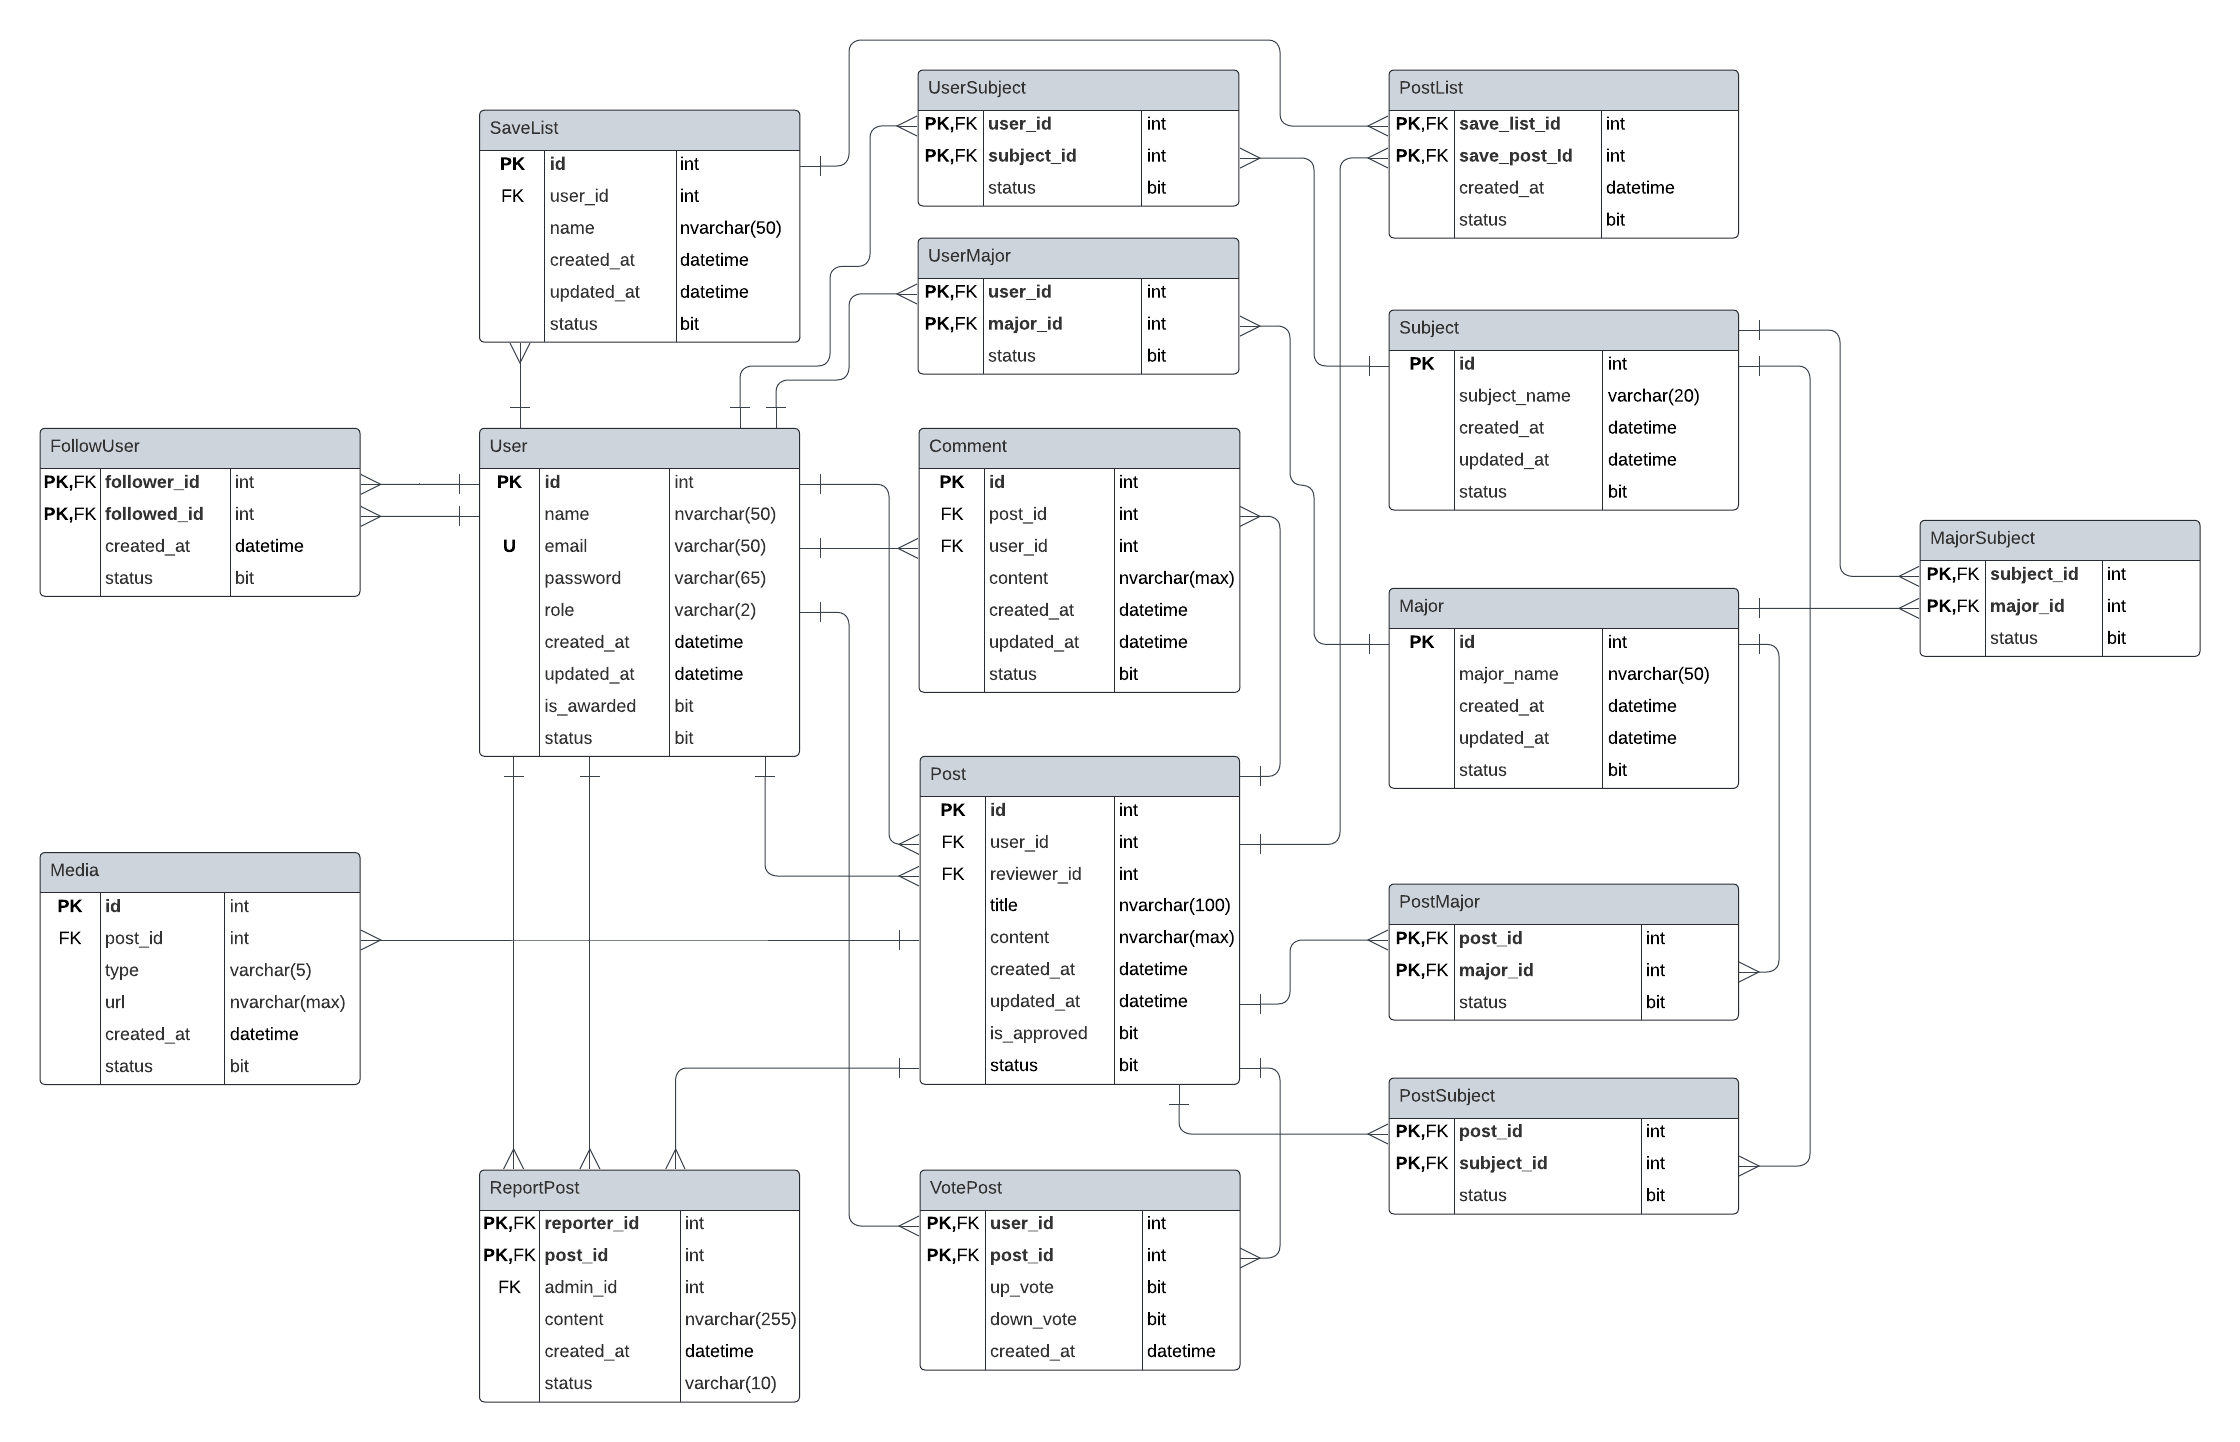 SaveList
PK id int
FK user_id int
name nvarchar(50)
created_at datetime
updated_at datetime
status bit
UserSubject
PK,FK user_id int
PK,FK subject_id int
status bit
PostList
PK,FK save_list_id int
PK,FK save_post_Id int
created_at datetime
status bit
UserMajor
PK,FK user_id int
PK,FK major_id int
status bit
Subject
PK id int
subject_name varchar(20)
created_at datetime
updated_at datetime
status bit
FollowUser
PK,FK follower_id int
PK,FK followed_id int
created_at datetime
status bit
User
PK id int
name nvarchar(50)
U email varchar(50)
password varchar(65)
role varchar(2)
created_at datetime
updated_at datetime
is_awarded bit
status bit
Comment
PK id int
FK post_id int
FK user_id int
content nvarchar(max)
created_at datetime
updated_at datetime
status bit
MajorSubject
PK,FK subject_id int
PK,FK major_id int
status bit
Major
PK id int
major_name nvarchar(50)
created_at datetime
updated_at datetime
status bit
Post
PK id int
FK user_id int
FK reviewer_id int
title nvarchar(100)
content nvarchar(max)
created_at datetime
updated_at datetime
is_approved bit
status bit
Media
PK id int
FK post_id int
type varchar(5)
url nvarchar(max)
created_at datetime
status bit
PostMajor
PK,FK post_id int
PK,FK major_id int
status bit
PostSubject
PK,FK post_id int
PK,FK subject_id int
status bit
ReportPost
PK,FK reporter_id int
PK,FK post_id int
FK admin_id int
content nvarchar(255)
created_at datetime
status varchar(10)
VotePost
PK,FK user_id int
PK,FK post_id int
up_vote bit
down_vote bit
created_at datetime